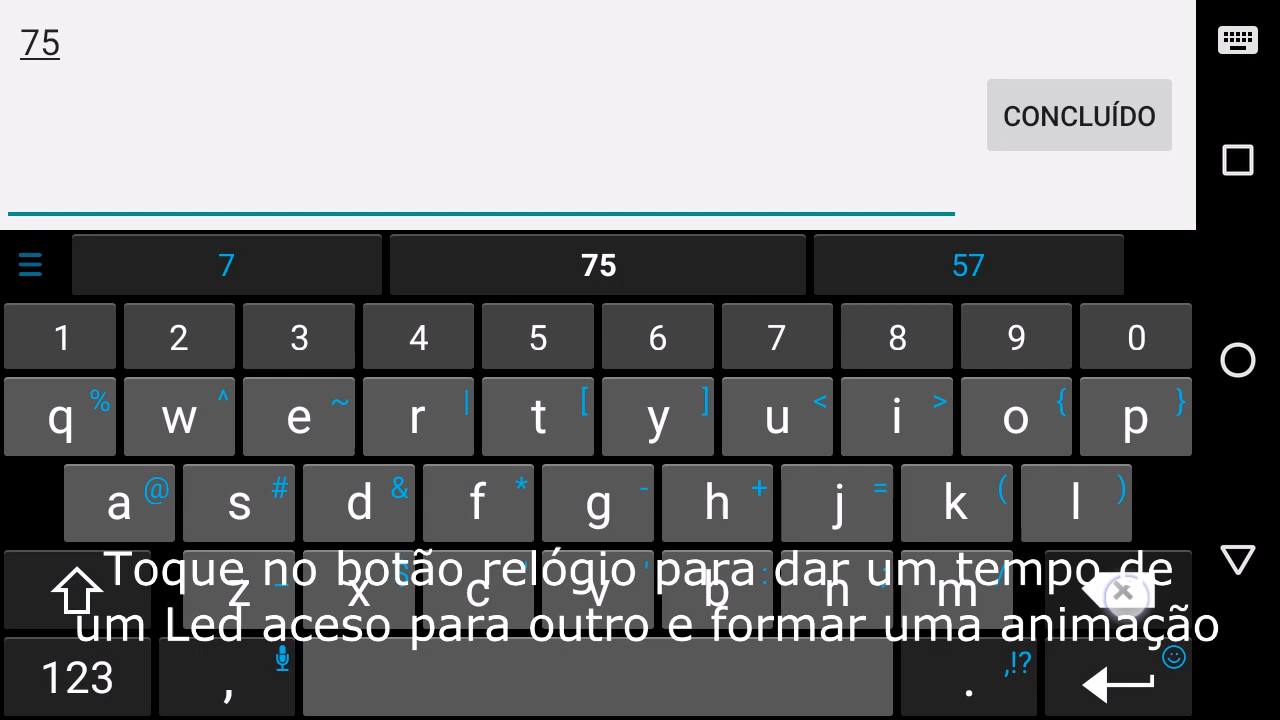 75
CONCLUÍDO
7 75 57
1 2 3 4 5 6 7 8 9 0
q % w ^ e ~ r | t [ y ] u < i > o { p }
a @ s # d & f * g - h + j = k ( l )
z _ x $ c " v ' b : n ; m /
Toque no botão relógio para dar um tempo de
um Led aceso para outro e formar uma animação
123 , . ,!?